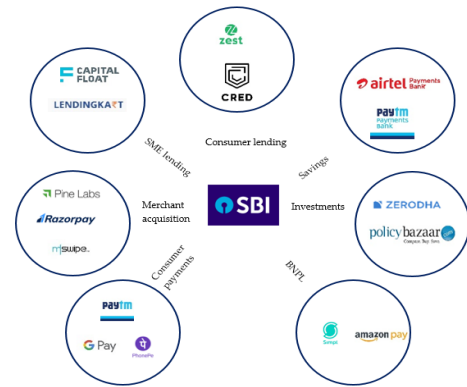 zest
CRED
CAPITAL
FLOAT
LENDINGKART
airtel Payments
Bank
paytm
Payments
Bank
SME lending
Consumer lending
Savings
Pine Labs
Razorpay
mswipe
Merchant
acquisition
SBI
Investments
ZERODHA
policybazaar
Compare. Buy. Save.
Consumer
payments
BNPL
paytm
G Pay
PhonePe
Simpl
amazon pay